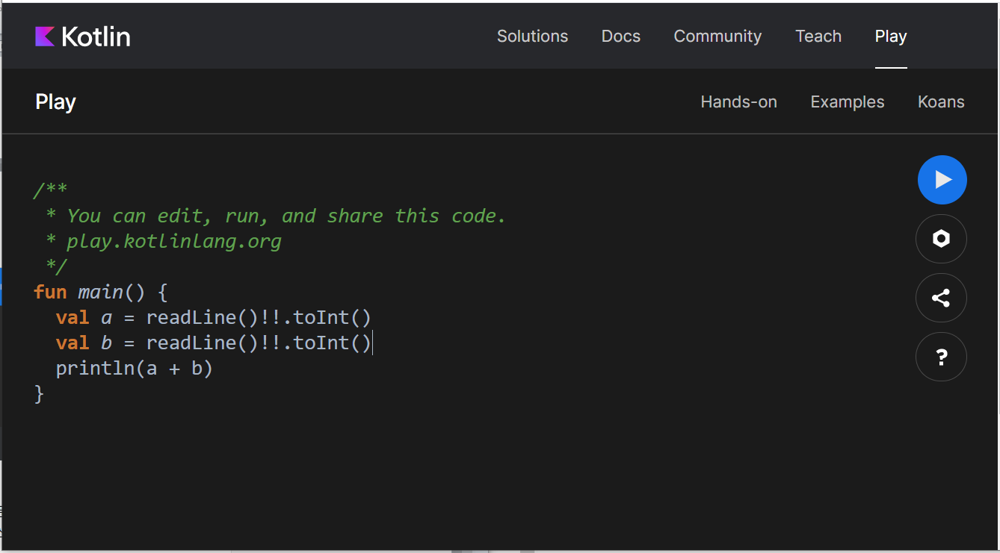 Kotlin
Solutions Docs Community Teach Play
Play
Hands-on Examples Koans
/**
 * You can edit, run, and share this code.
 * play.kotlinlang.org
 */
fun main() {
  val a = readLine()!!.toInt()
  val b = readLine()!!.toInt()
  println(a + b)
}
?